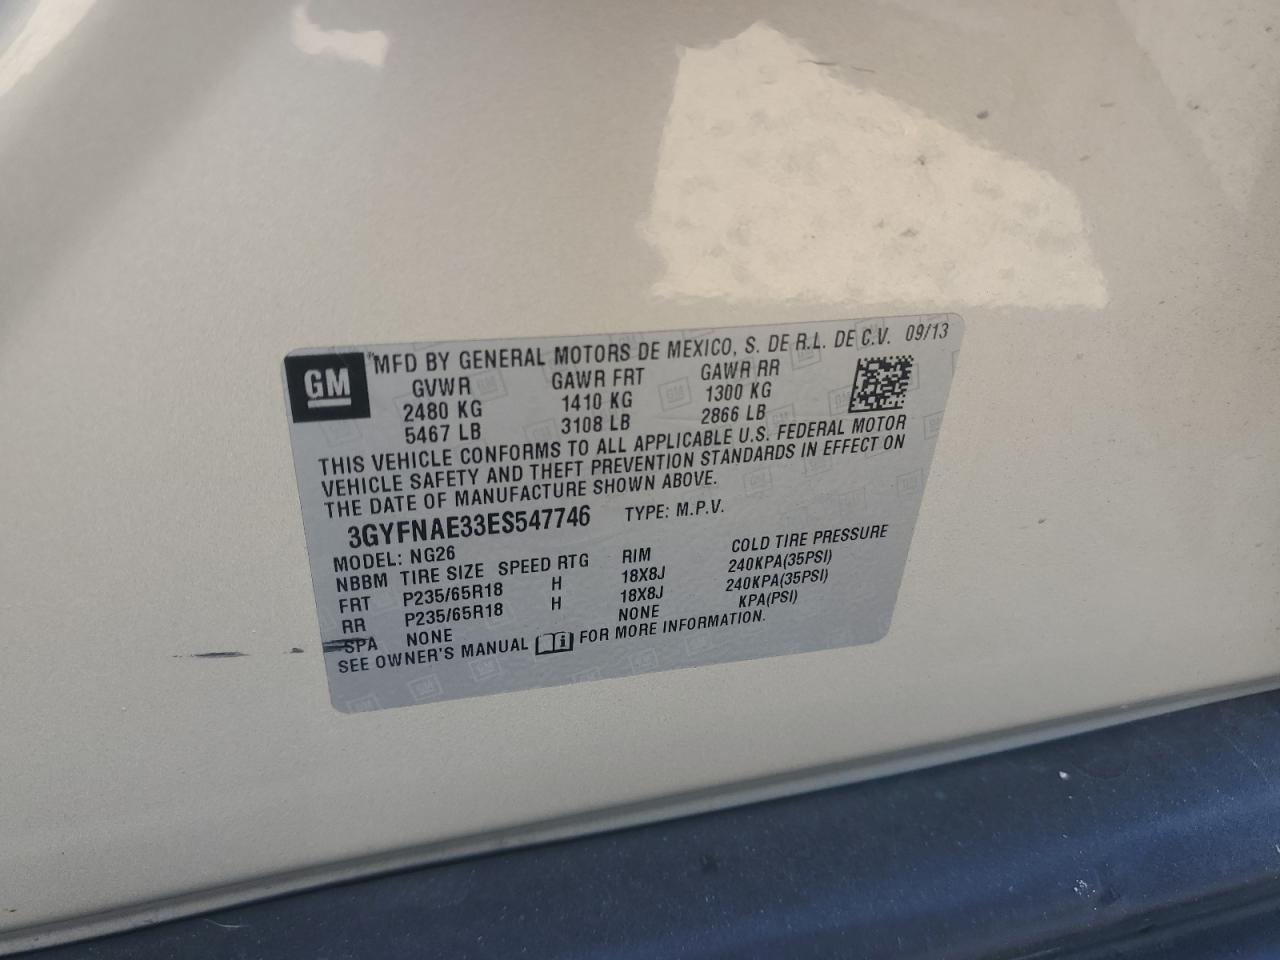 GM MFD BY GENERAL MOTORS DE MEXICO, S. DE R.L. DE C.V. 09/13
GVWR GAWR FRT GAWR RR
2480 KG 1410 KG 1300 KG
5467 LB 3108 LB 2866 LB
THIS VEHICLE CONFORMS TO ALL APPLICABLE U.S. FEDERAL MOTOR
VEHICLE SAFETY AND THEFT PREVENTION STANDARDS IN EFFECT ON
THE DATE OF MANUFACTURE SHOWN ABOVE.
3GYFNAE33ES547746 TYPE: M.P.V.
MODEL: NG26
NBBM TIRE SIZE SPEED RTG RIM COLD TIRE PRESSURE
FRT P235/65R18 H 18X8J 240KPA(35PSI)
RR P235/65R18 H 18X8J 240KPA(35PSI)
SPA NONE NONE KPA(PSI)
SEE OWNER'S MANUAL FOR MORE INFORMATION.